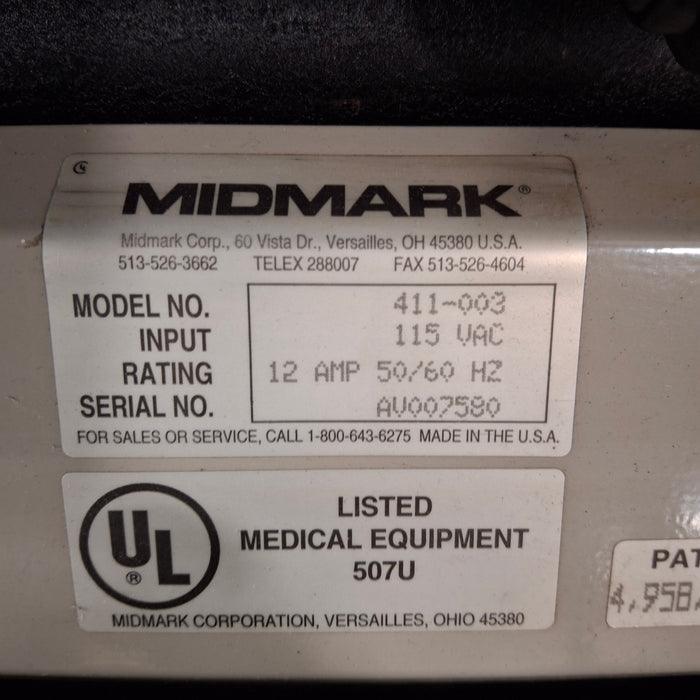 MIDMARK®
Midmark Corp., 60 Vista Dr., Versailles, OH 45380 U.S.A.
513-526-3662 TELEX 288007 FAX 513-526-4604
MODEL NO. 411-003
INPUT 115 VAC
RATING 12 AMP 50/60 HZ
SERIAL NO. AV007580
FOR SALES OR SERVICE, CALL 1-800-643-6275 MADE IN THE U.S.A.
UL®
LISTED
MEDICAL EQUIPMENT
507U
MIDMARK CORPORATION, VERSAILLES, OHIO 45380
PAT
4,958,